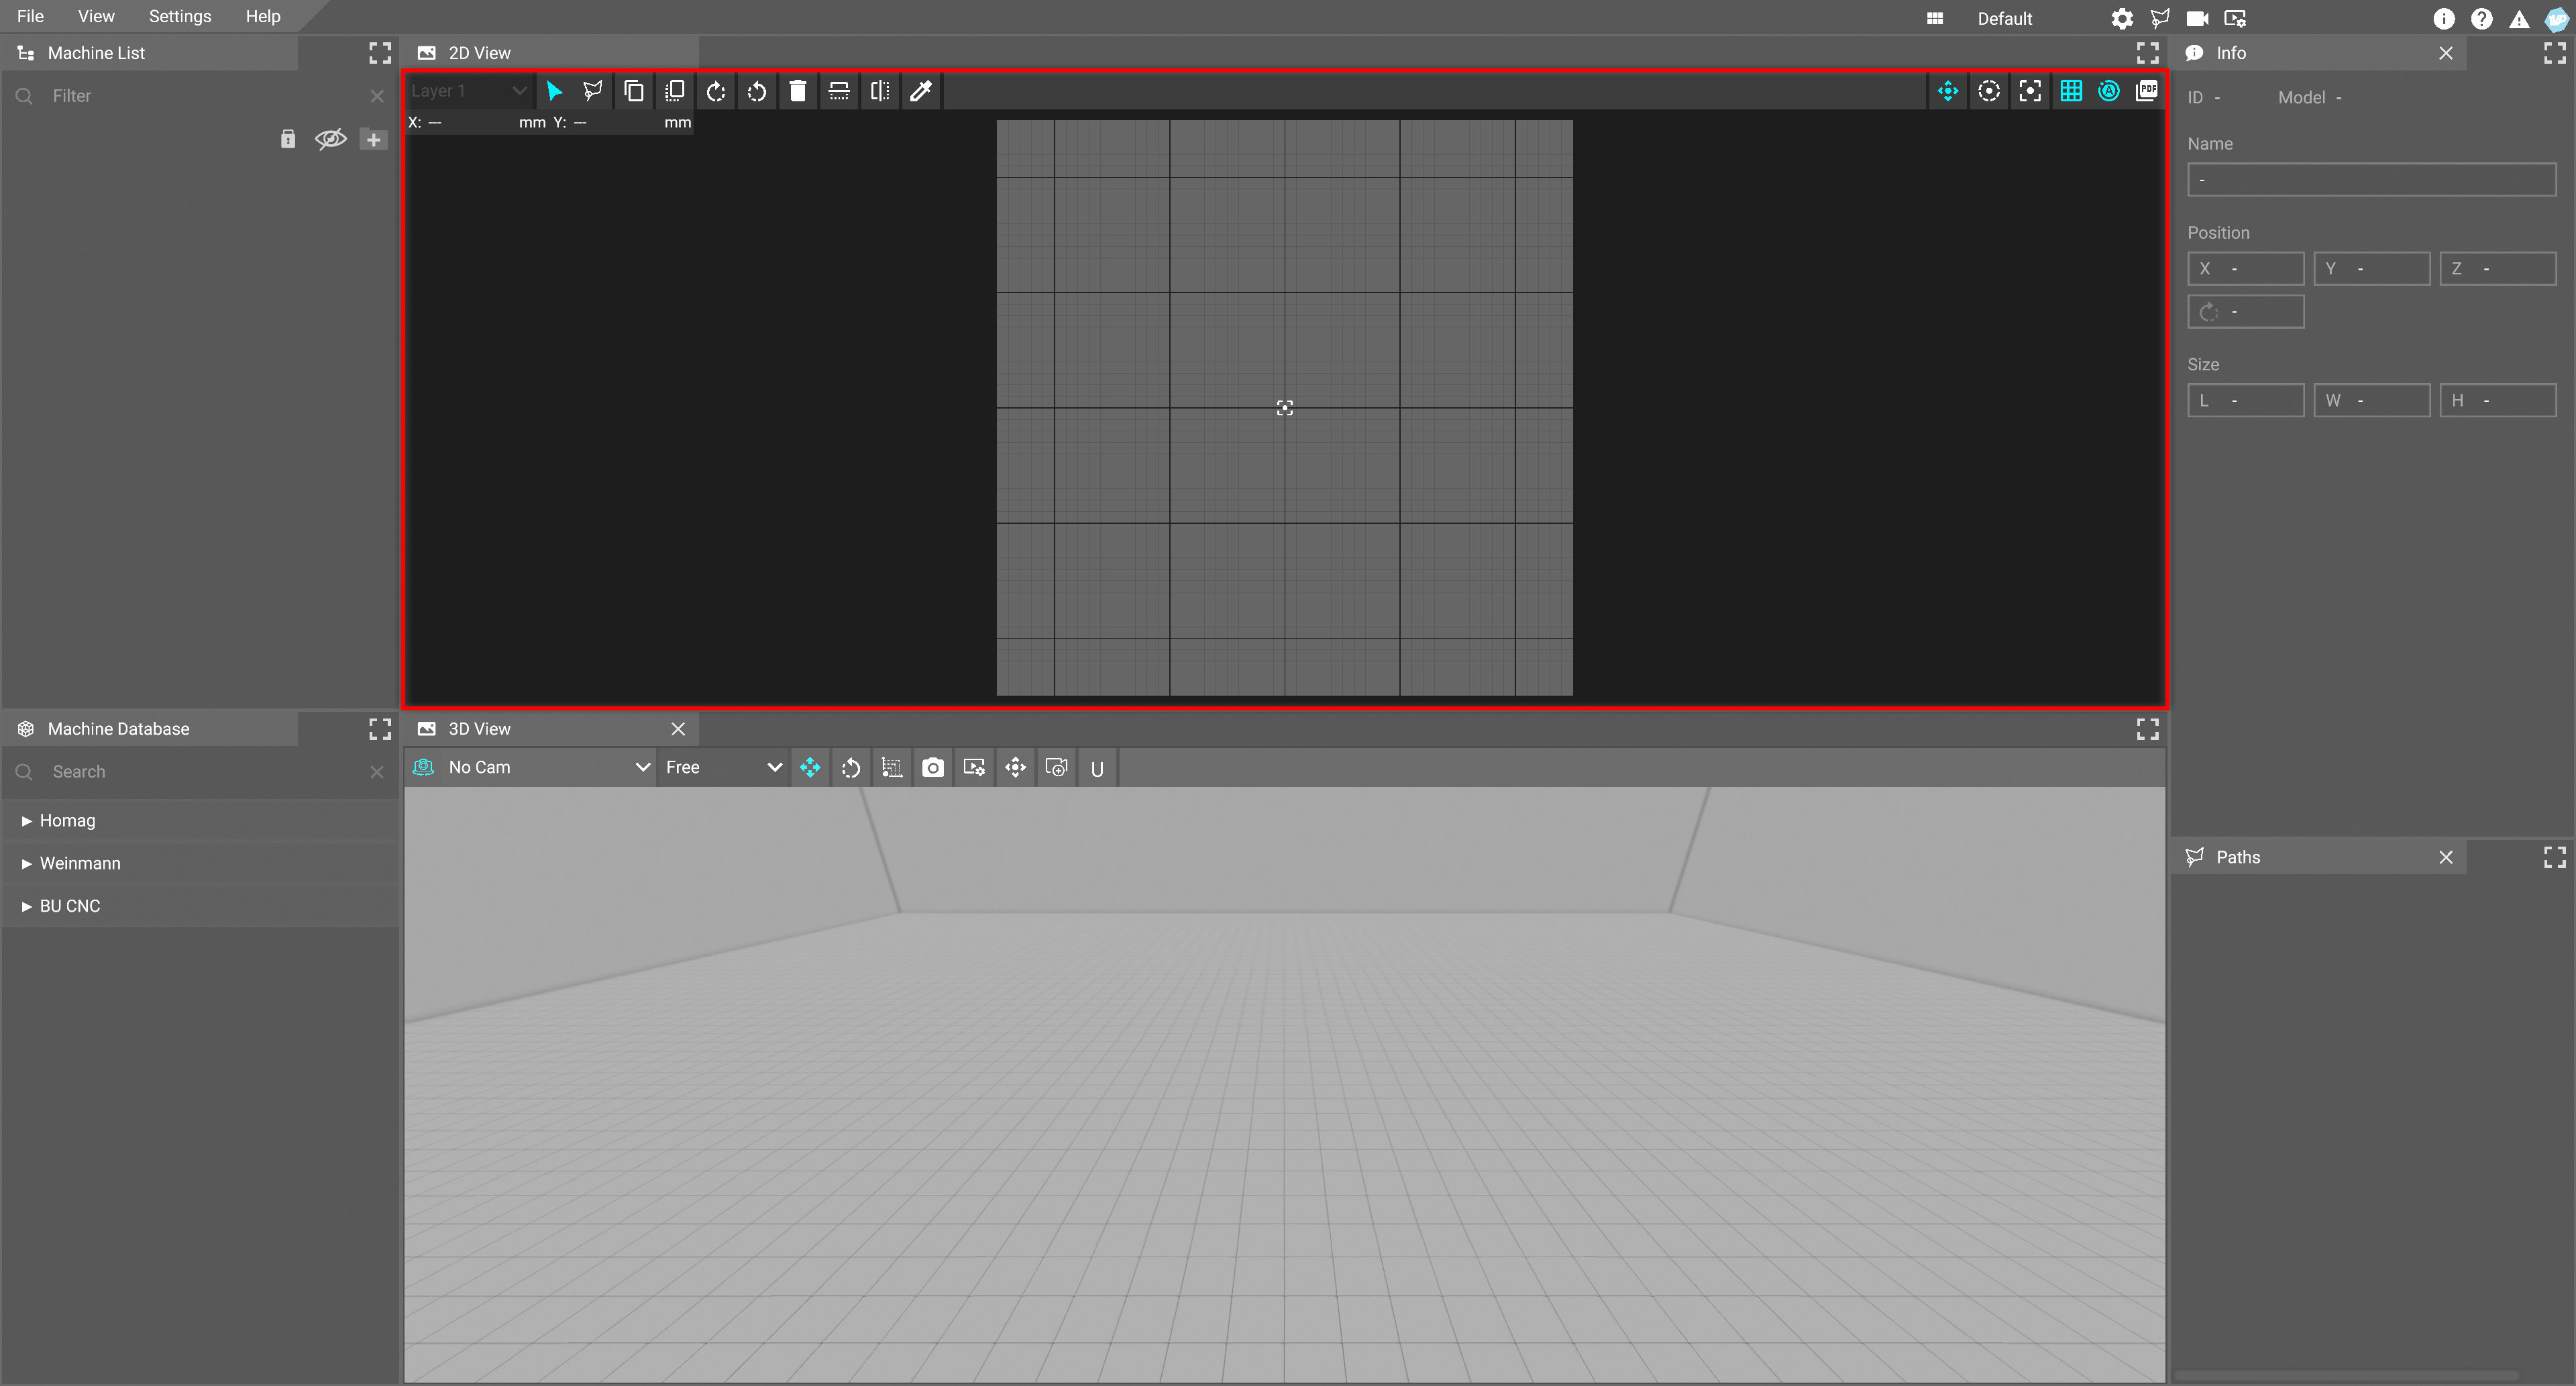 File View Settings Help Default
Machine List
Filter
2D View
Layer 1
PDF
X: --- mm Y: --- mm
Info
ID - Model -
Name
-
Position
X - Y - Z -
-
Size
L - W - H -
Machine Database
Search
Homag
Weinmann
BU CNC
3D View
No Cam Free U
Paths